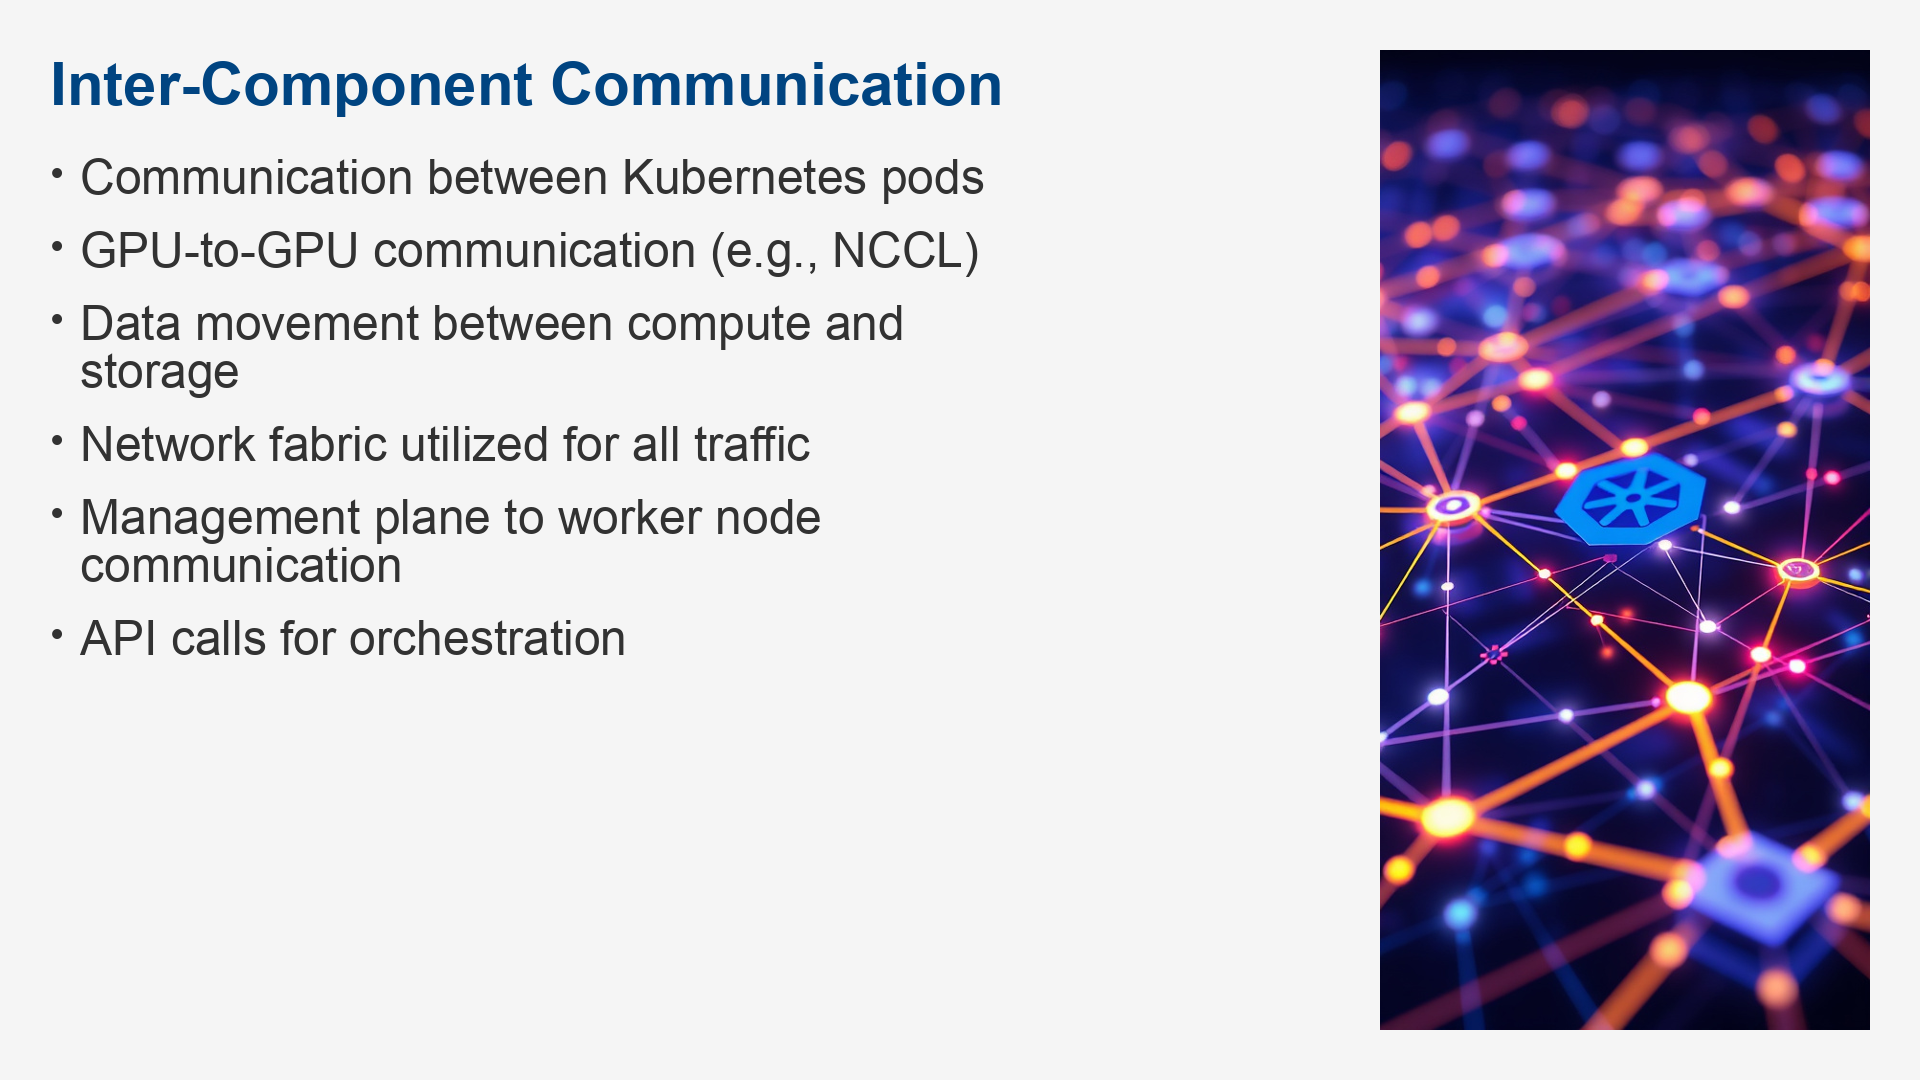 Inter-Component Communication
• Communication between Kubernetes pods
• GPU-to-GPU communication (e.g., NCCL)
• Data movement between compute and
storage
• Network fabric utilized for all traffic
• Management plane to worker node
communication
• API calls for orchestration